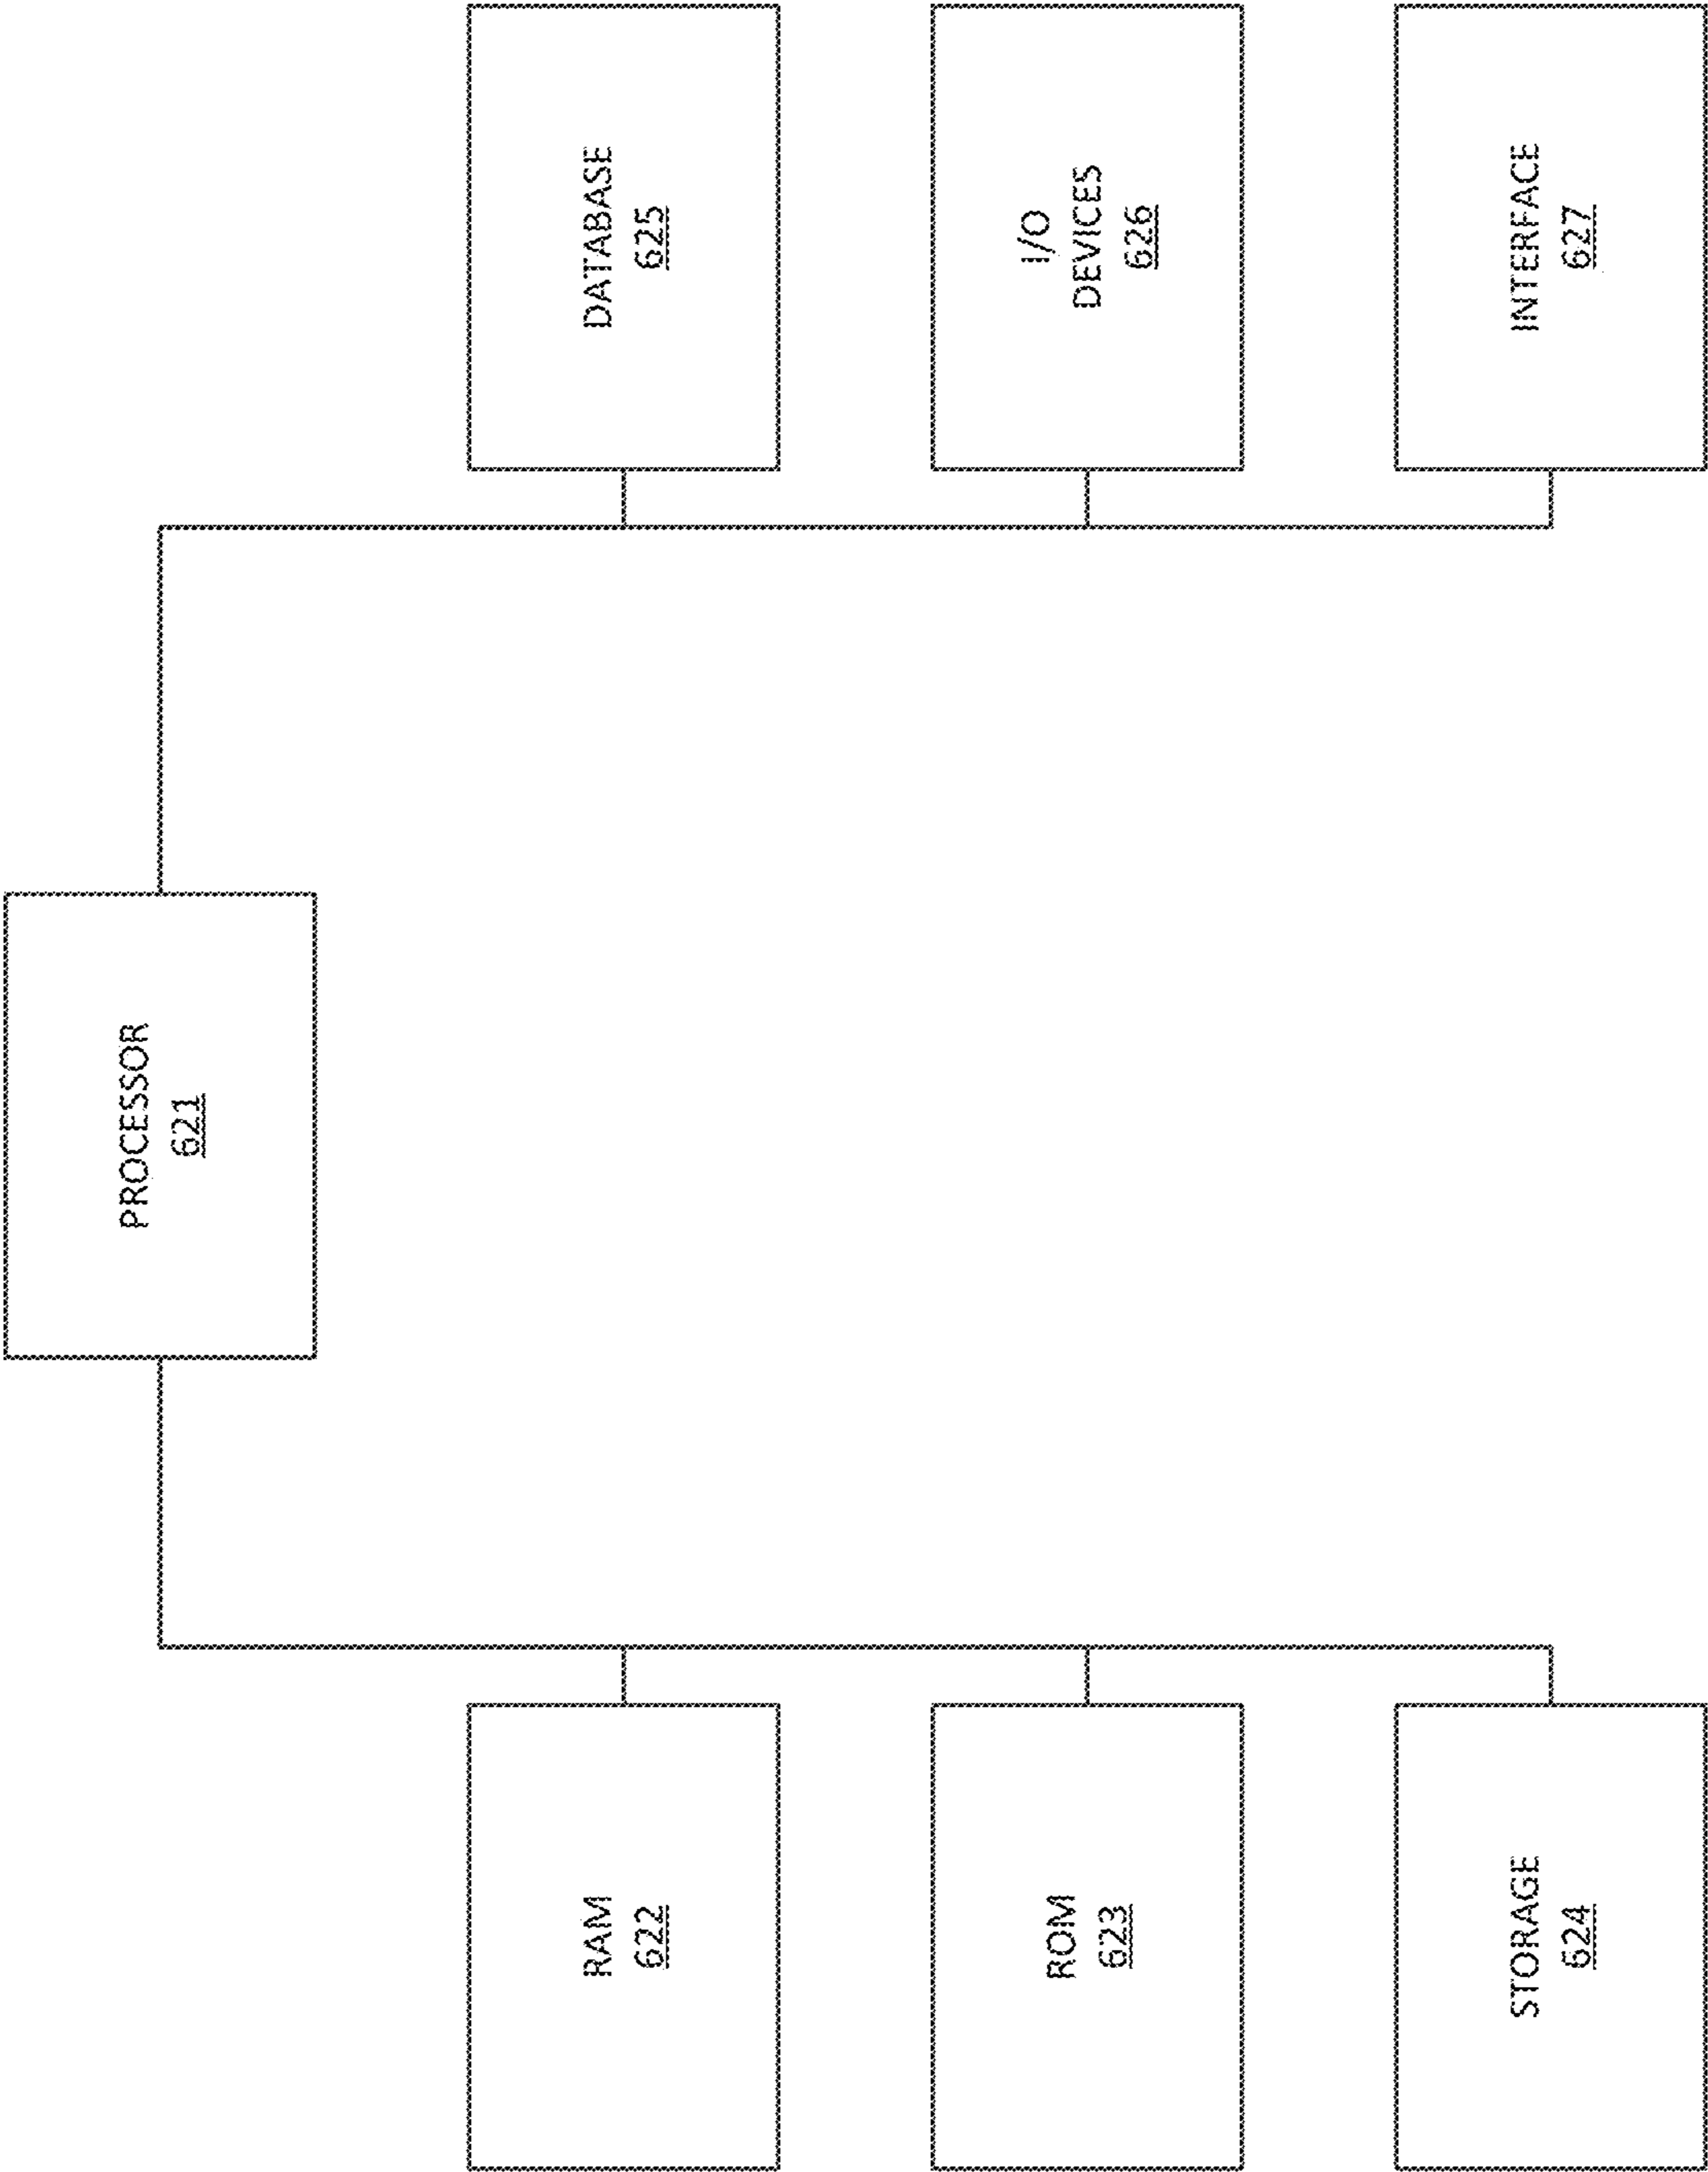 PROCESSOR
621
RAM
622
DATABASE
625
ROM
623
I/O
DEVICES
626
STORAGE
624
INTERFACE
627